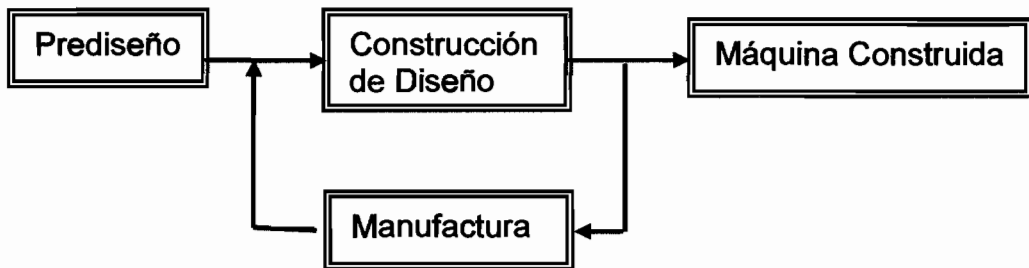 Prediseño
Construcción
de Diseño
Máquina Construida
Manufactura